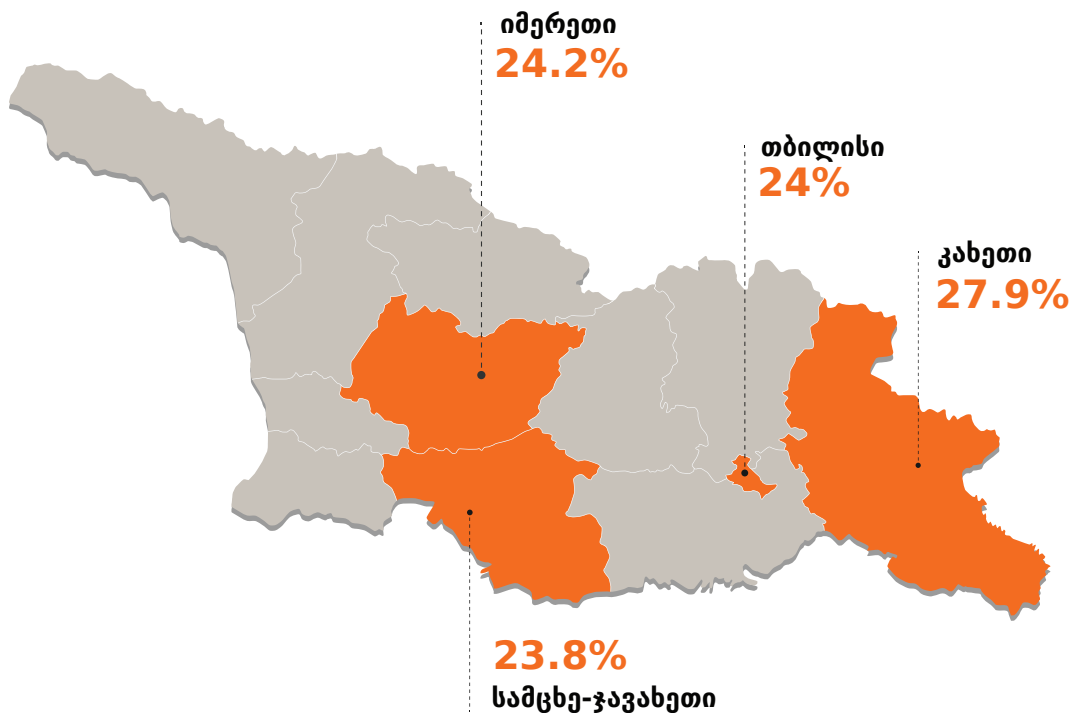 იმერეთი
24.2%
თბილისი
24%
კახეთი
27.9%
23.8%
სამცხე-ჯავახეთი